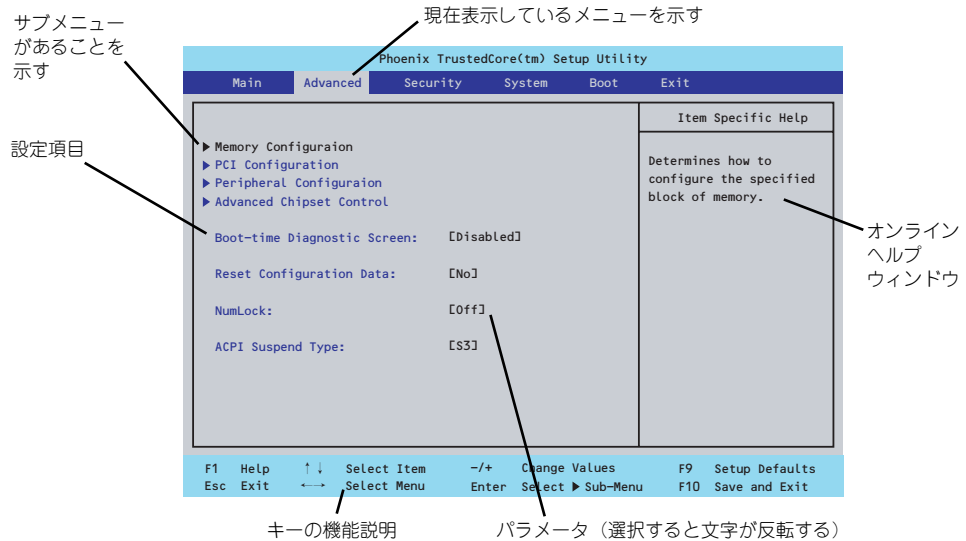 現在表示しているメニューを示す
サブメニュー
があることを
示す
Phoenix TrustedCore(tm) Setup Utility
Main Advanced Security System Boot Exit
Item Specific Help
設定項目
▶ Memory Configuraion
▶ PCI Configuration
▶ Peripheral Configuraion
▶ Advanced Chipset Control
Determines how to
configure the specified
block of memory.
オンライン
ヘルプ
ウィンドウ
Boot-time Diagnostic Screen: [Disabled]
Reset Configuration Data: [No]
NumLock: [Off]
ACPI Suspend Type: [S3]
F1 Help ↑↓ Select Item -/+ Change Values F9 Setup Defaults
Esc Exit ←→ Select Menu Enter Select ▶ Sub-Menu F10 Save and Exit
キーの機能説明
パラメータ（選択すると文字が反転する）